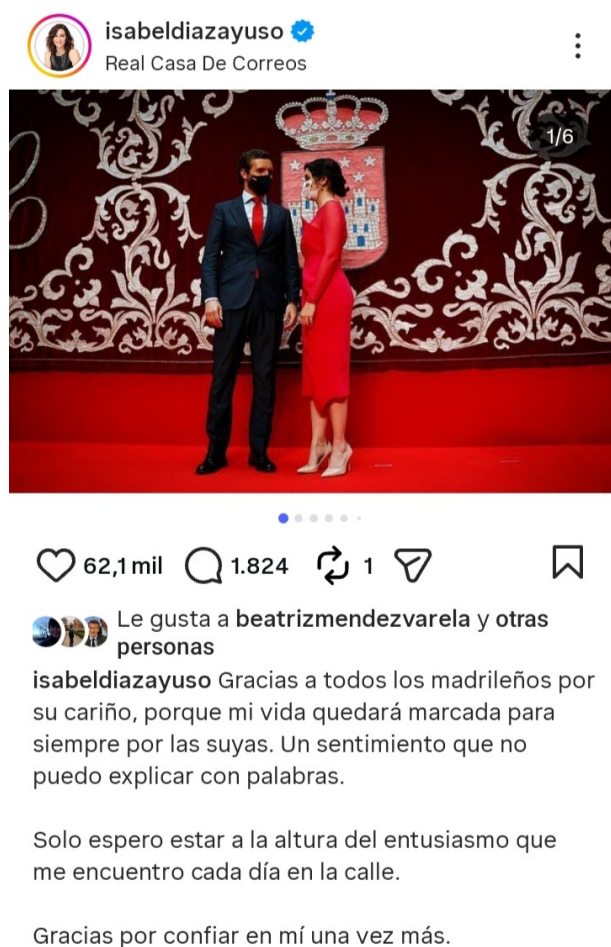 isabeldiazayuso
Real Casa De Correos
1/6
62,1 mil 1.824 1
Le gusta a beatrizmendezvarela y otras
personas
isabeldiazayuso Gracias a todos los madrileños por
su cariño, porque mi vida quedará marcada para
siempre por las suyas. Un sentimiento que no
puedo explicar con palabras.
Solo espero estar a la altura del entusiasmo que
me encuentro cada día en la calle.
Gracias por confiar en mí una vez más.